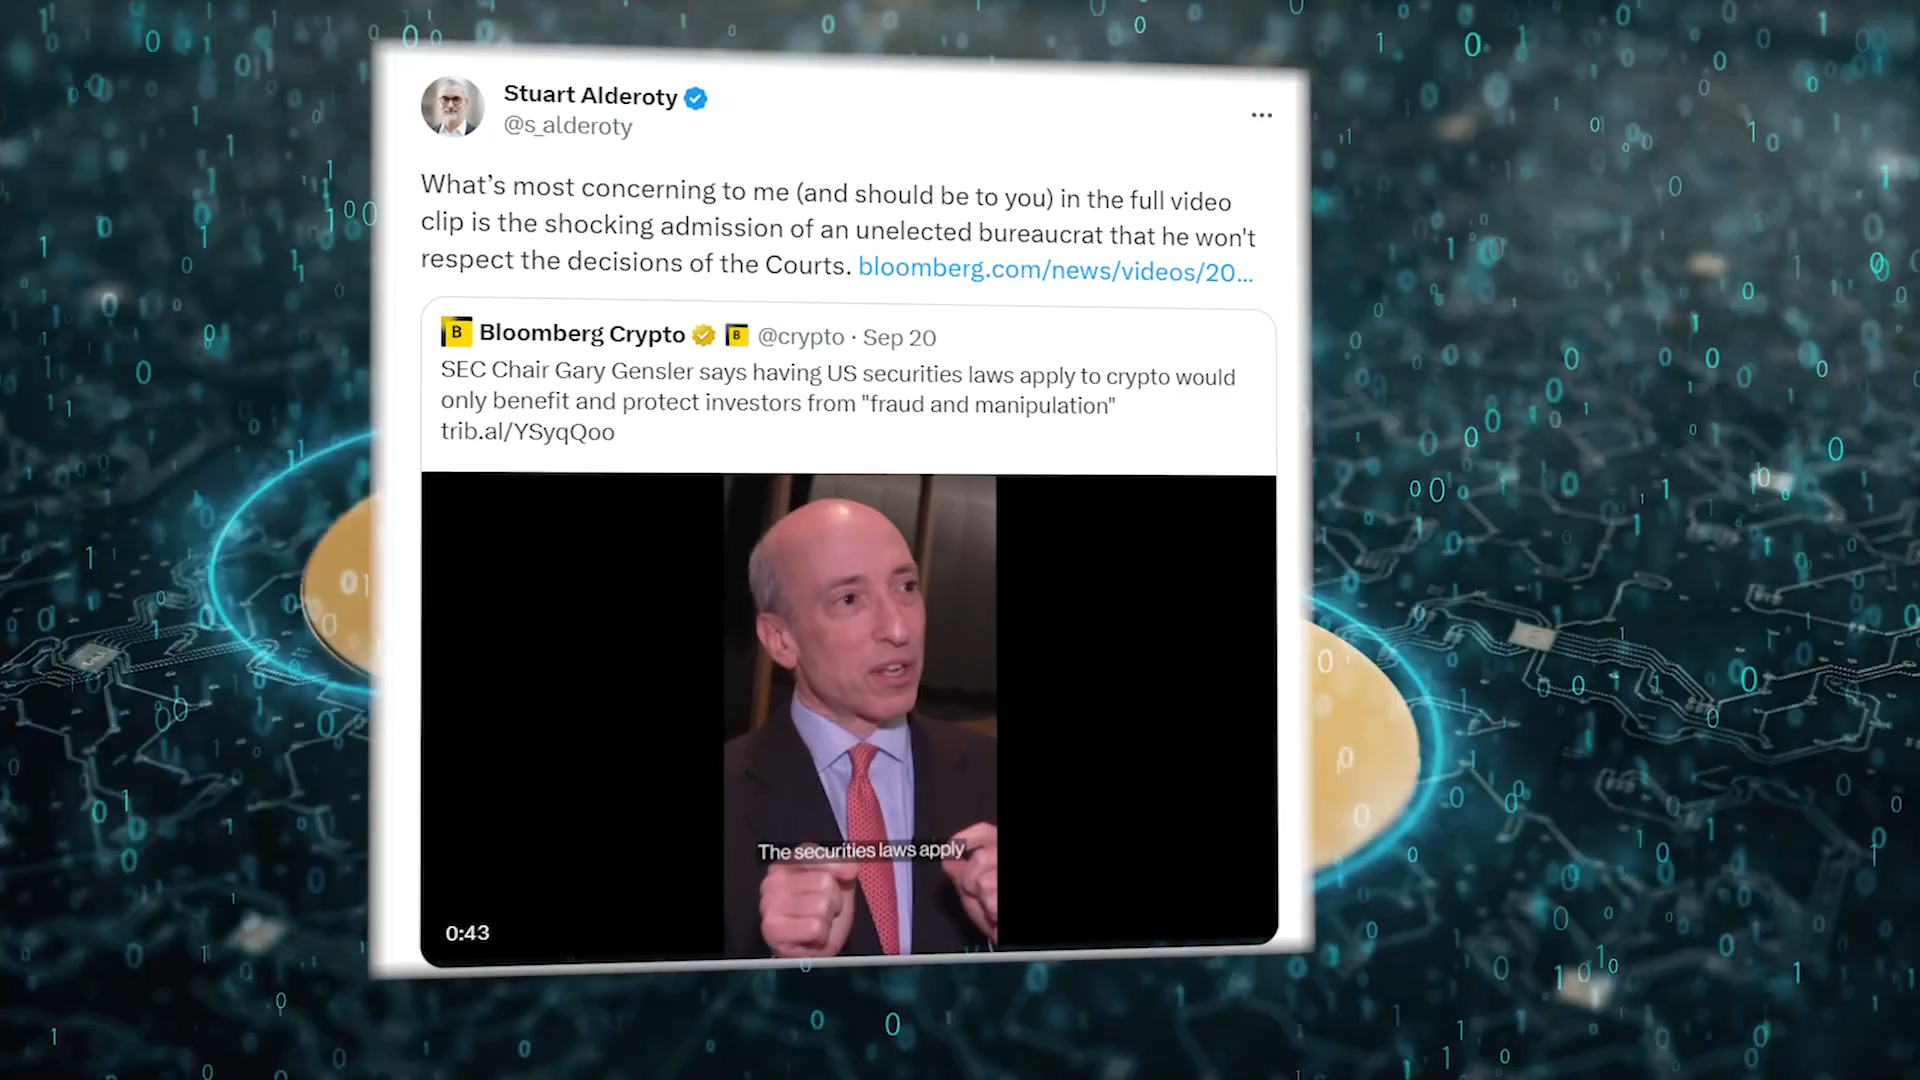 Stuart Alderoty
@s_alderoty
What's most concerning to me (and should be to you) in the full video
clip is the shocking admission of an unelected bureaucrat that he won't
respect the decisions of the Courts. bloomberg.com/news/videos/20...
B Bloomberg Crypto B @crypto · Sep 20
SEC Chair Gary Gensler says having US securities laws apply to crypto would
only benefit and protect investors from "fraud and manipulation"
trib.al/YSyqQoo
The securities laws apply
0:43